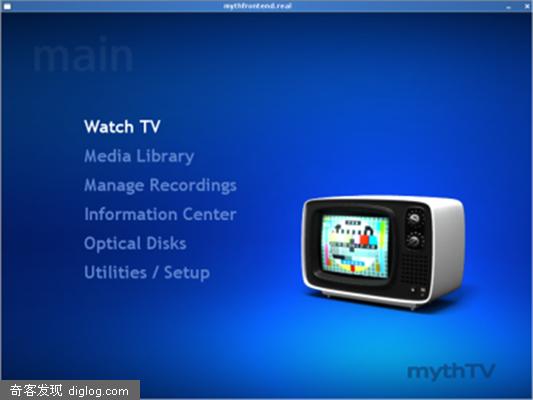 mythfrontend.real
main
Watch TV
Media Library
Manage Recordings
Information Center
Optical Disks
Utilities / Setup
mythTV
奇客发现 diglog.com